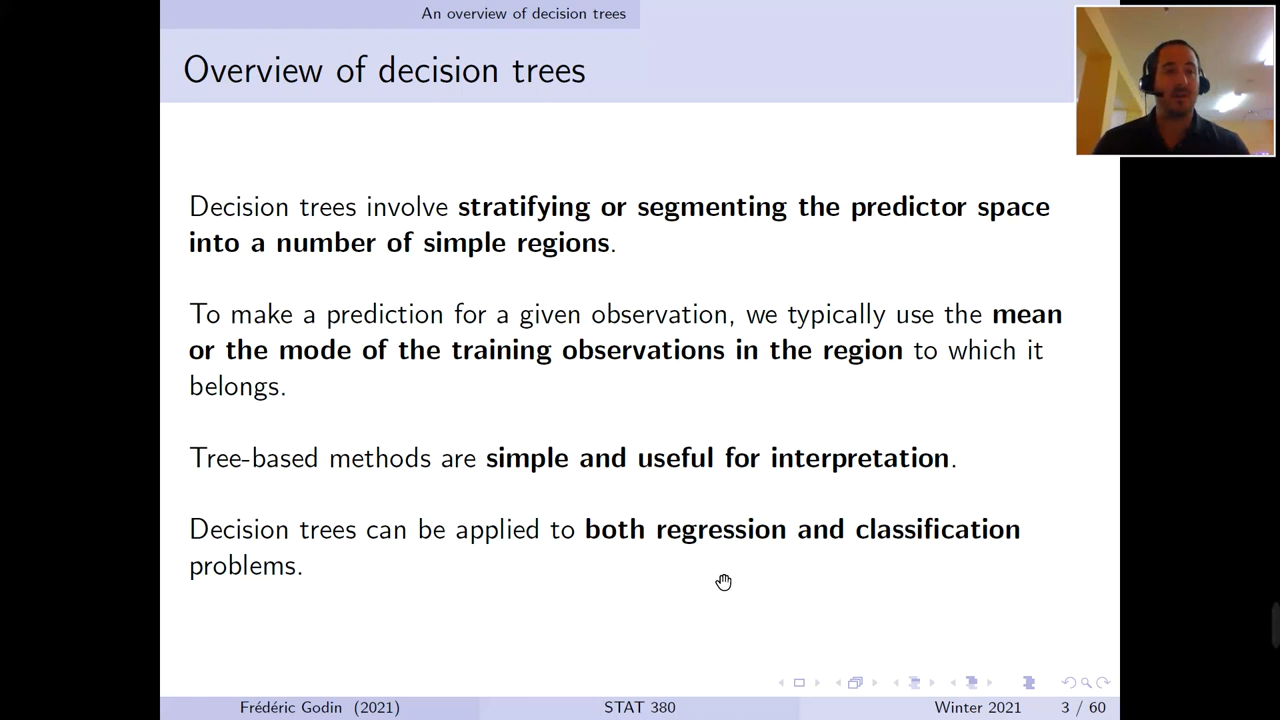 An overview of decision trees
Overview of decision trees
Decision trees involve stratifying or segmenting the predictor space
into a number of simple regions.
To make a prediction for a given observation, we typically use the mean
or the mode of the training observations in the region to which it
belongs.
Tree-based methods are simple and useful for interpretation.
Decision trees can be applied to both regression and classification
problems.
Frédéric Godin (2021) STAT 380 Winter 2021 3 / 60